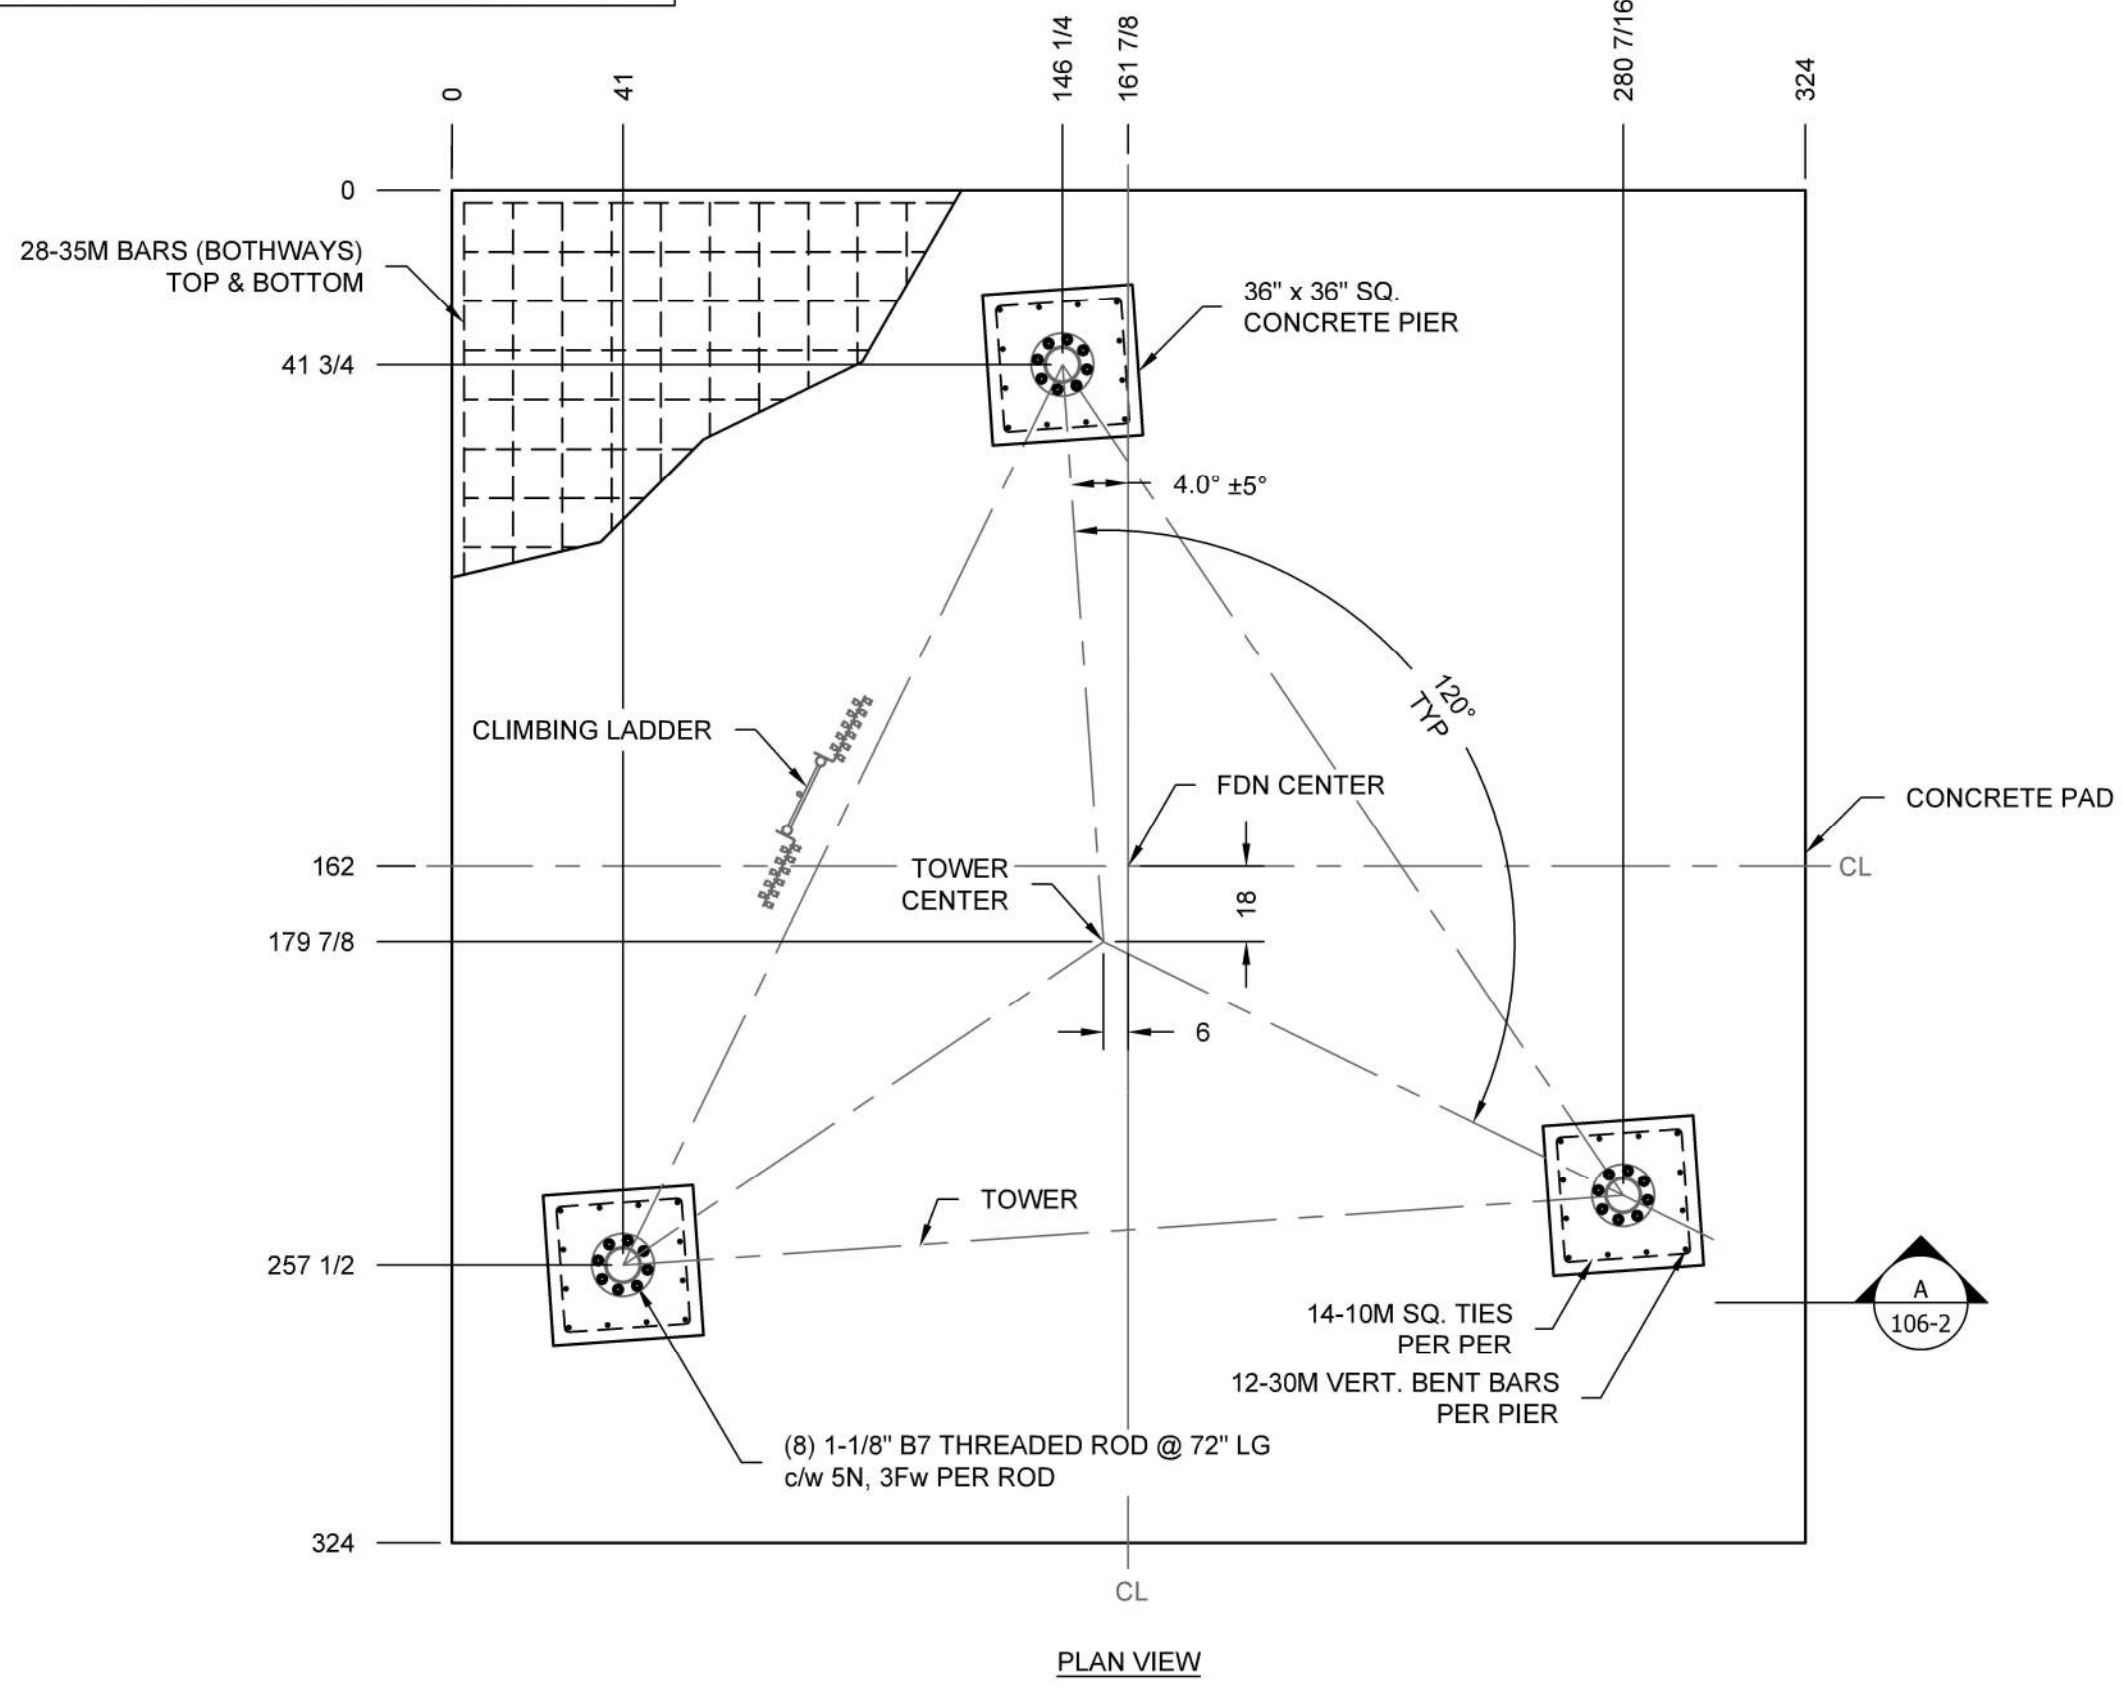 0
41
146 1/4
161 7/8
280 7/16
324
0
28-35M BARS (BOTHWAYS)
TOP & BOTTOM
36" x 36" SQ.
CONCRETE PIER
41 3/4
4.0° ±5°
120°
TYP
CLIMBING LADDER
FDN CENTER
CONCRETE PAD
162
TOWER
CENTER
CL
18
179 7/8
6
TOWER
257 1/2
14-10M SQ. TIES
PER PER
A
106-2
12-30M VERT. BENT BARS
PER PIER
(8) 1-1/8" B7 THREADED ROD @ 72" LG
c/w 5N, 3Fw PER ROD
324
CL
PLAN VIEW